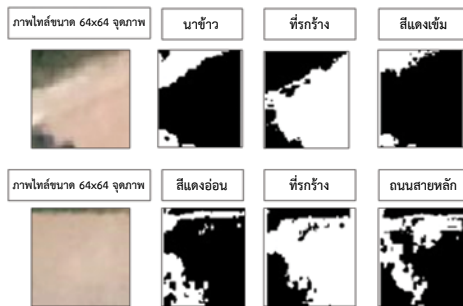 ภาพไทล์ขนาด 64x64 จุดภาพ
นาข้าว
ที่รกร้าง
สีแดงเข้ม
ภาพไทล์ขนาด 64x64 จุดภาพ
สีแดงอ่อน
ที่รกร้าง
ถนนสายหลัก